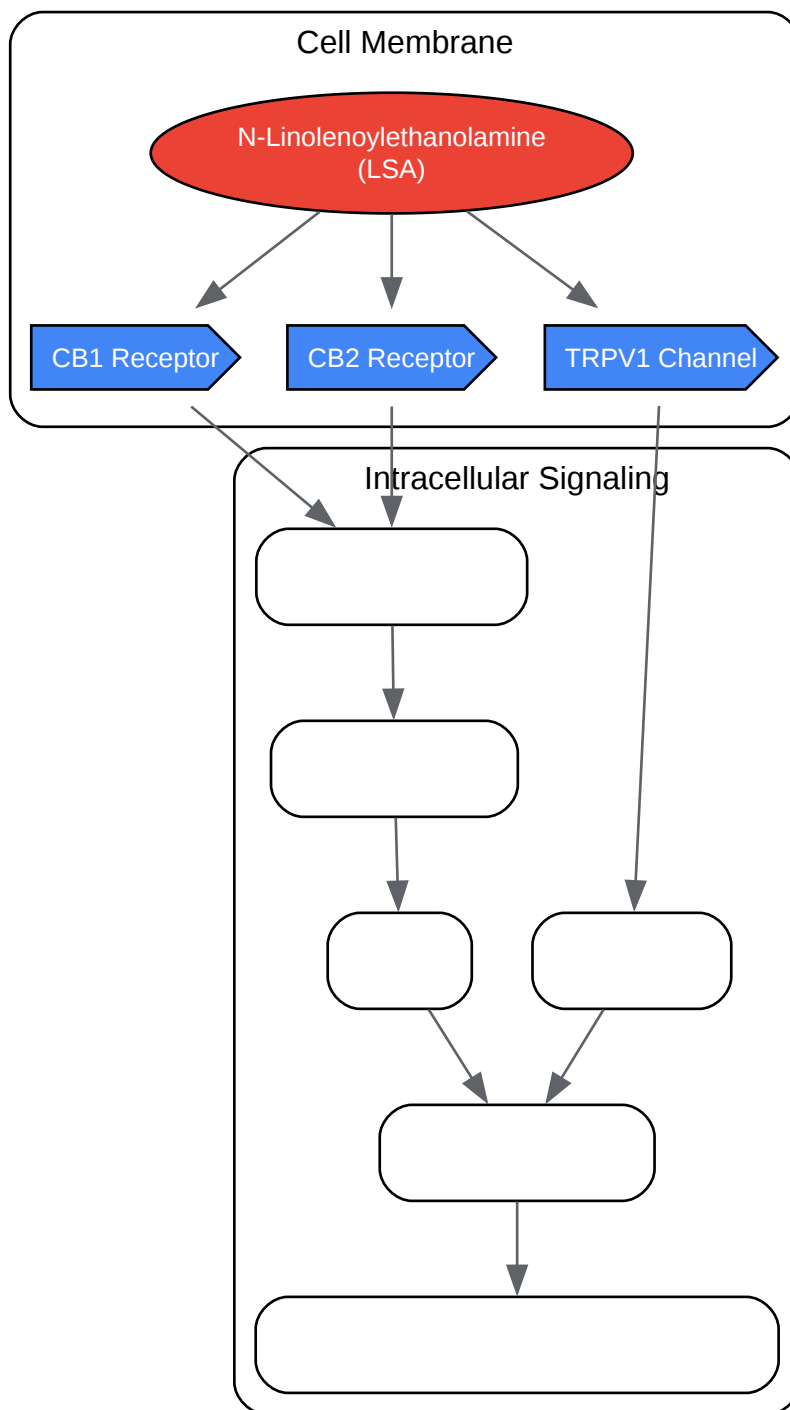 Cell Membrane
N-Linolenoylethanolamine
(LSA)
CB1 Receptor
CB2 Receptor
TRPV1 Channel
Intracellular Signaling